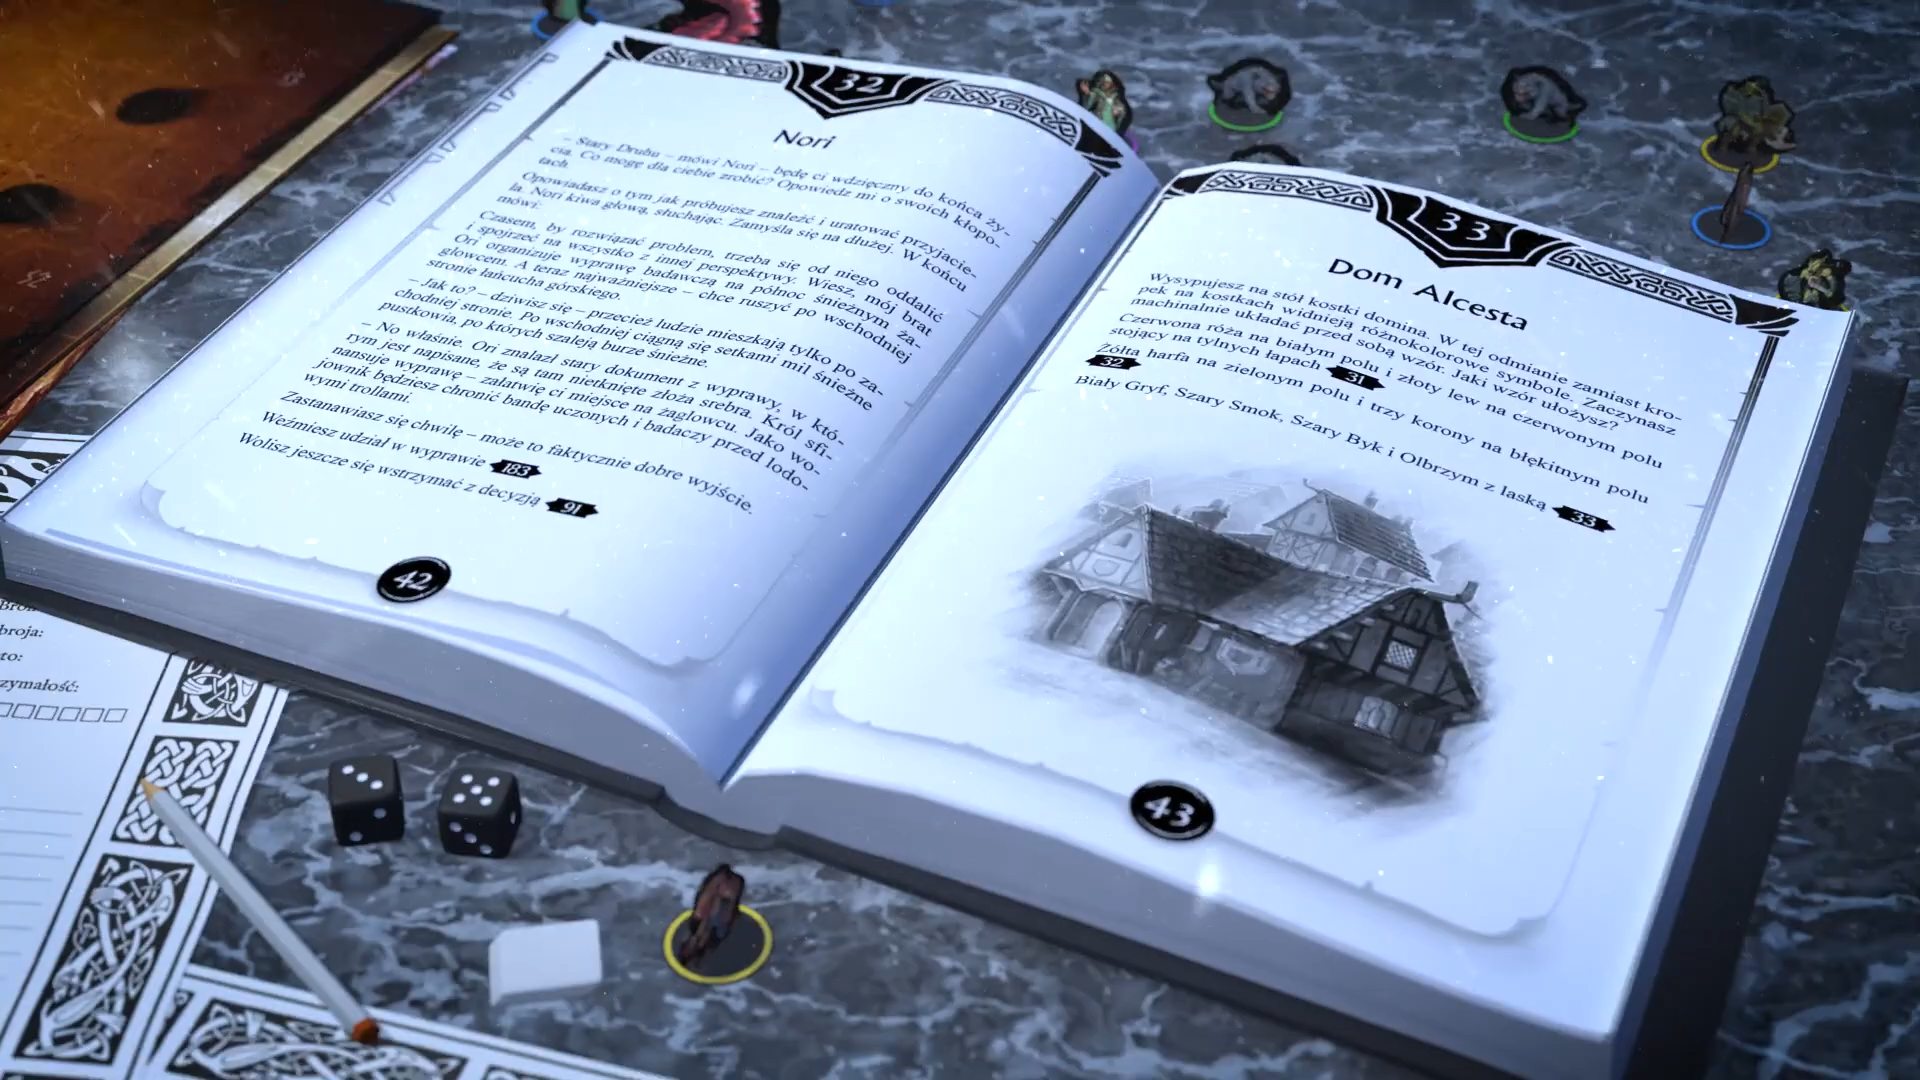 32
Nori
– Stary Druhu – mówi Nori – będę ci wdzięczny do końca ży-
cia. Co mogę dla ciebie zrobić? Opowiedz mi o swoich kłopo-
tach.
Opowiadasz o tym jak próbujesz znaleźć i uratować przyjacie-
la. Nori kiwa głową, słuchając. Zamyśla się na dłużej. W końcu
mówi:
Czasem, by rozwiązać problem, trzeba się od niego oddalić
i spojrzeć na wszystko z innej perspektywy. Wiesz, mój brat
Ori organizuje wyprawę badawczą na północ śnieżnym ża-
glowcem. A teraz najważniejsze – chce ruszyć po wschodniej
stronie łańcucha górskiego.
– Jak to? – dziwisz się – przecież ludzie mieszkają tylko po za-
chodniej stronie. Po wschodniej ciągną się setkami mil śnieżne
pustkowia, po których szaleją burze śnieżne.
– No właśnie. Ori znalazł stary dokument z wyprawy, w któ-
rym jest napisane, że są tam nietknięte złoża srebra. Król sfi-
nansuje wyprawę – załatwię ci miejsce na żaglowcu. Jako wo-
jownik będziesz chronić bandę uczonych i badaczy przed lodo-
wymi trollami.
Zastanawiasz się chwilę – może to faktycznie dobre wyjście.
Weźmiesz udział w wyprawie 183
Wolisz jeszcze się wstrzymać z decyzją 91
42
33
Dom Alcesta
Wysypujesz na stół kostki domina. W tej odmianie zamiast kro-
pek na kostkach widnieją różnokolorowe symbole. Zaczynasz
machinalnie układać przed sobą wzór. Jaki wzór ułożysz?
Czerwona róża na białym polu i złoty lew na czerwonym polu
stojący na tylnych łapach 31
Żółta harfa na zielonym polu i trzy korony na błękitnym polu
32
Biały Gryf, Szary Smok, Szary Byk i Olbrzym z laską 33
43
broja:
to:
zymałość: